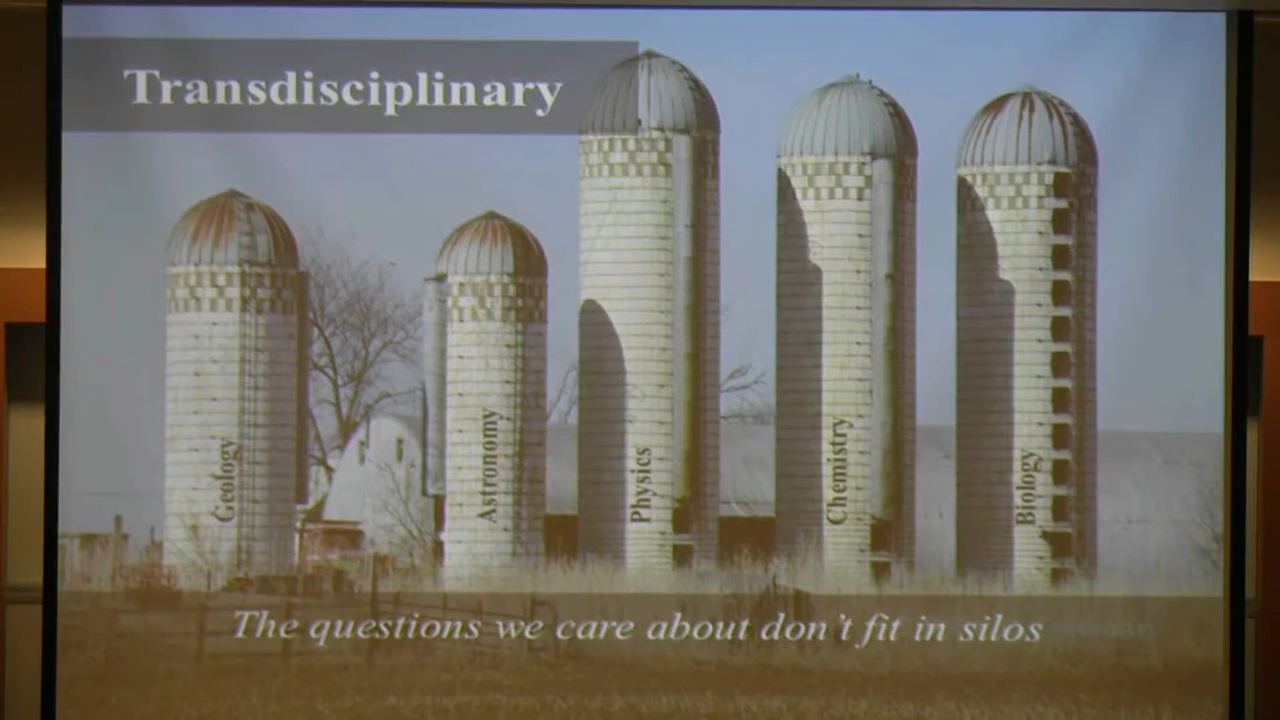 Transdisciplinary
Geology
Astronomy
Physics
Chemistry
Biology
The questions we care about don't fit in silos